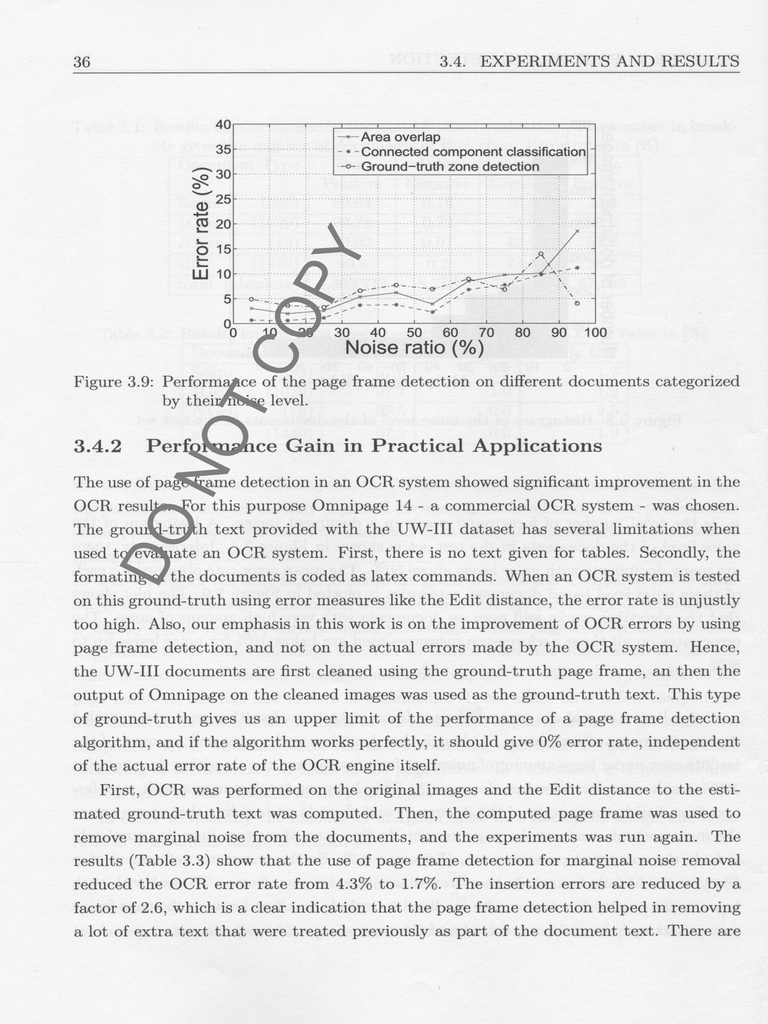 36
3.4. EXPERIMENTS AND RESULTS
40
35
30
25
20
15
10
5
0
Error rate (%)
Area overlap
Connected component classification
Ground-truth zone detection
0 10 20 30 40 50 60 70 80 90 100
Noise ratio (%)
Figure 3.9: Performance of the page frame detection on different documents categorized
by their noise level.
3.4.2 Performance Gain in Practical Applications
The use of page frame detection in an OCR system showed significant improvement in the
OCR results. For this purpose Omnipage 14 - a commercial OCR system - was chosen.
The ground-truth text provided with the UW-III dataset has several limitations when
used to evaluate an OCR system. First, there is no text given for tables. Secondly, the
formating of the documents is coded as latex commands. When an OCR system is tested
on this ground-truth using error measures like the Edit distance, the error rate is unjustly
too high. Also, our emphasis in this work is on the improvement of OCR errors by using
page frame detection, and not on the actual errors made by the OCR system. Hence,
the UW-III documents are first cleaned using the ground-truth page frame, an then the
output of Omnipage on the cleaned images was used as the ground-truth text. This type
of ground-truth gives us an upper limit of the performance of a page frame detection
algorithm, and if the algorithm works perfectly, it should give 0% error rate, independent
of the actual error rate of the OCR engine itself.
First, OCR was performed on the original images and the Edit distance to the esti-
mated ground-truth text was computed. Then, the computed page frame was used to
remove marginal noise from the documents, and the experiments was run again. The
results (Table 3.3) show that the use of page frame detection for marginal noise removal
reduced the OCR error rate from 4.3% to 1.7%. The insertion errors are reduced by a
factor of 2.6, which is a clear indication that the page frame detection helped in removing
a lot of extra text that were treated previously as part of the document text. There are
DO NOT COPY